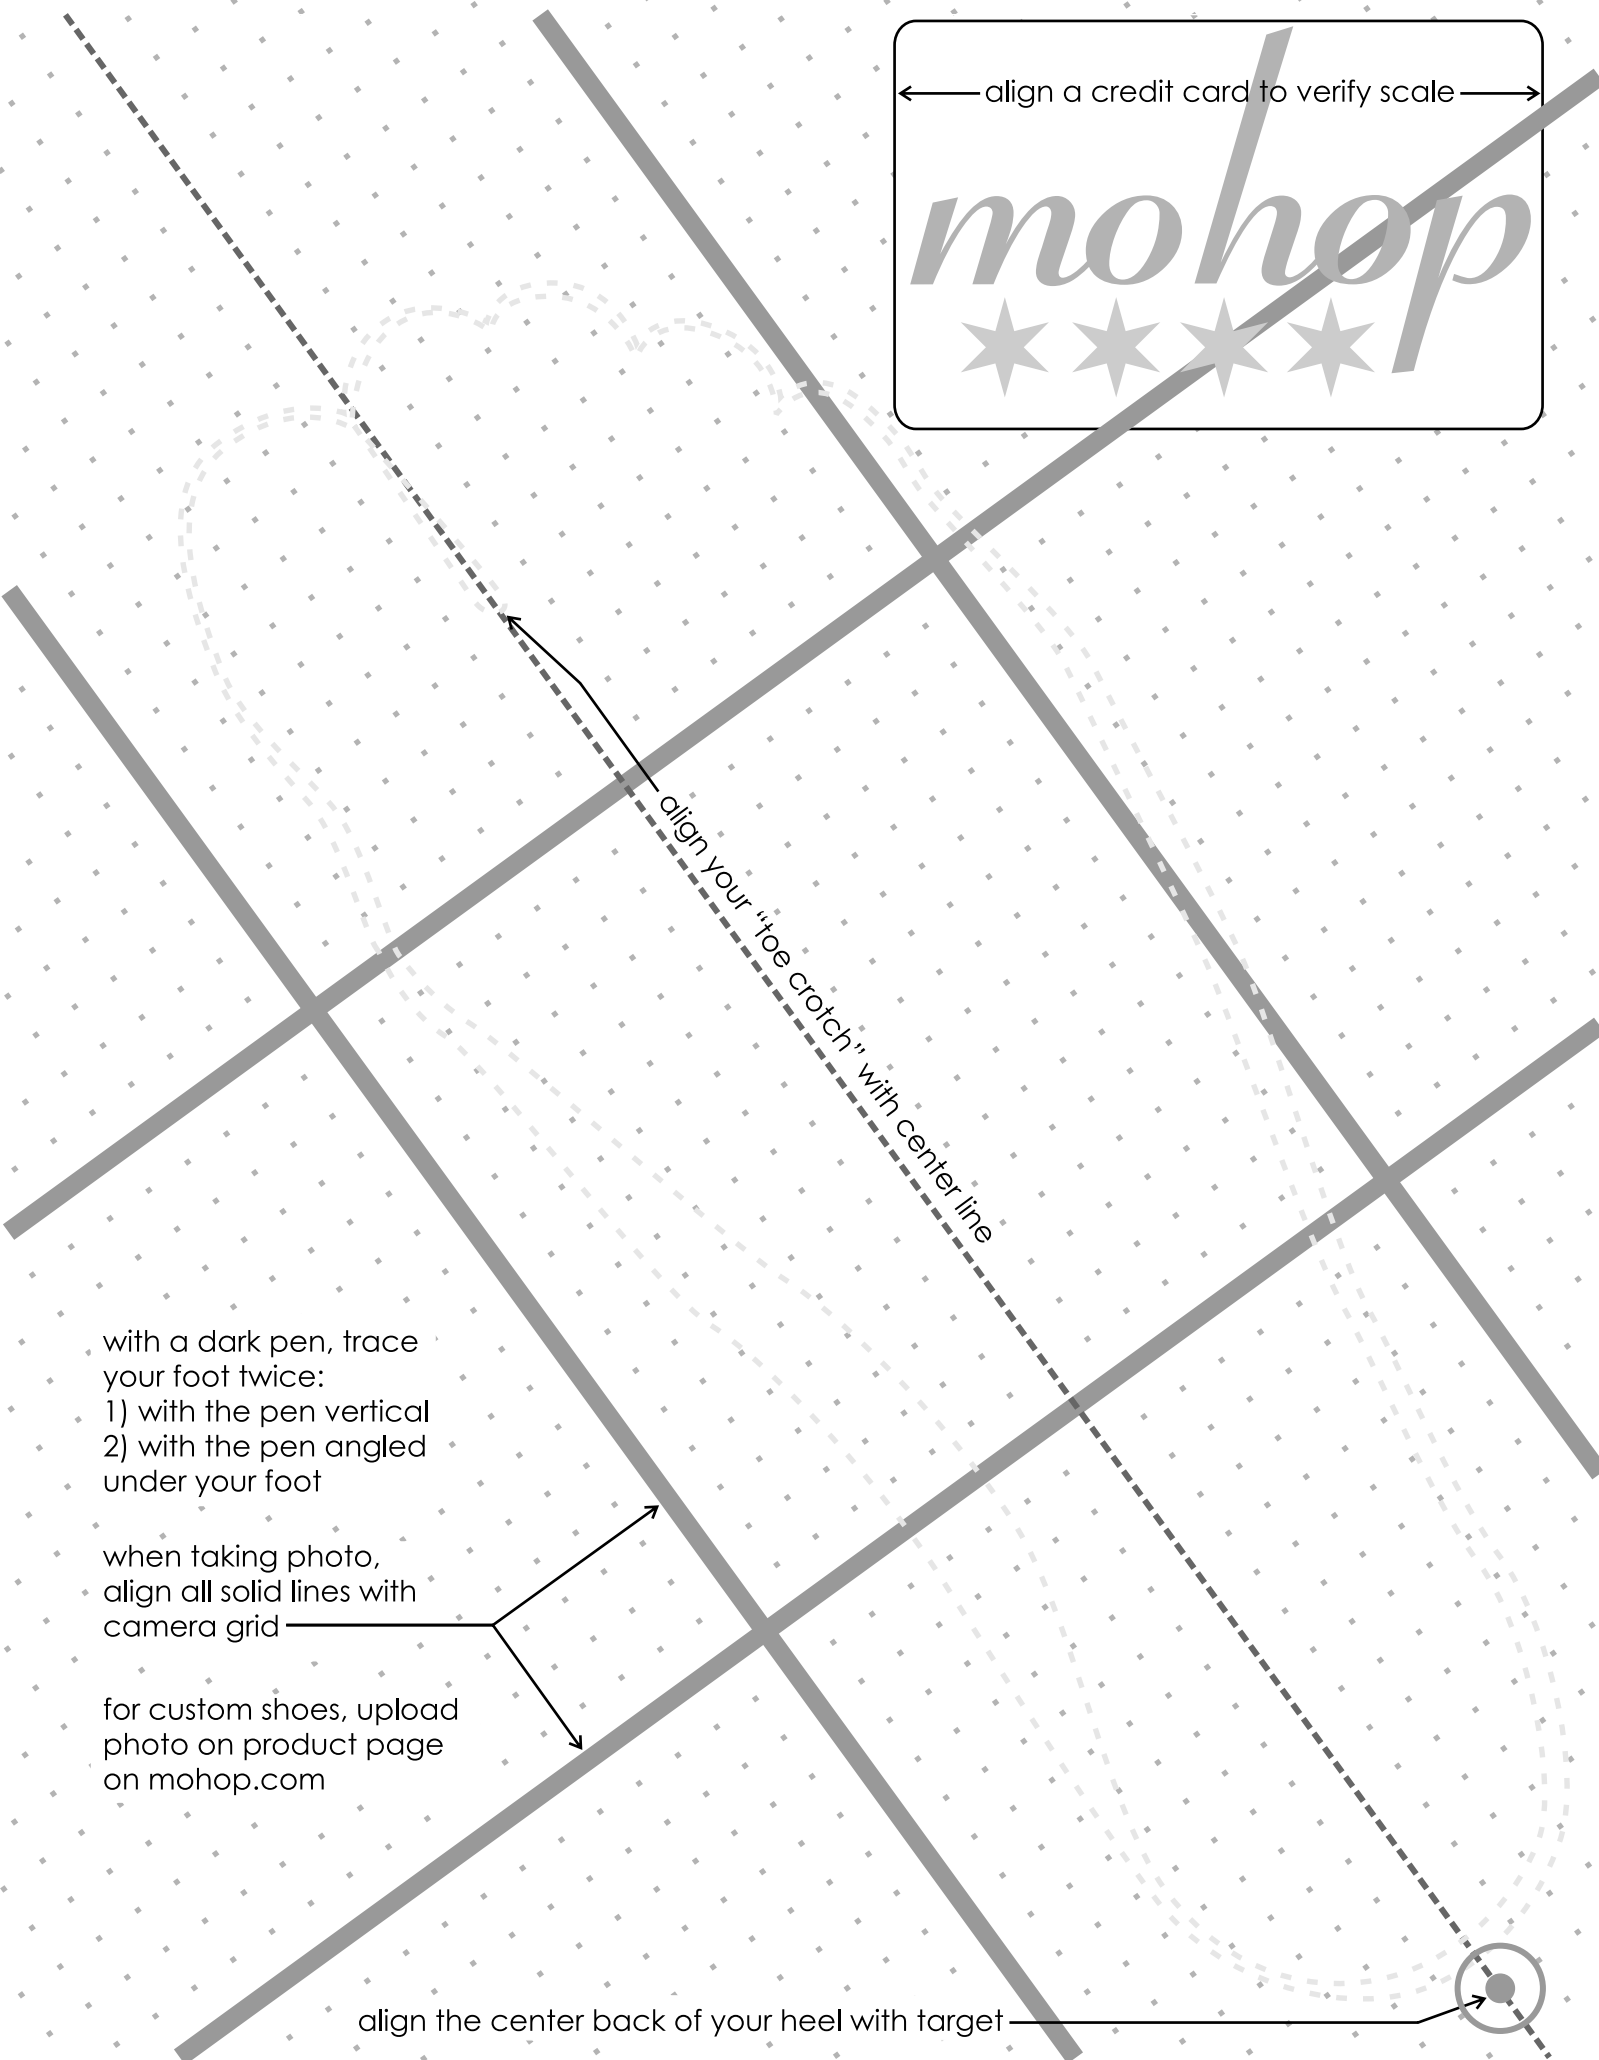 align a credit card to verify scale
mohop
align your “toe crotch” with center line
with a dark pen, trace
your foot twice:
1) with the pen vertical
2) with the pen angled
under your foot
when taking photo,
align all solid lines with
camera grid
for custom shoes, upload
photo on product page
on mohop.com
align the center back of your heel with target